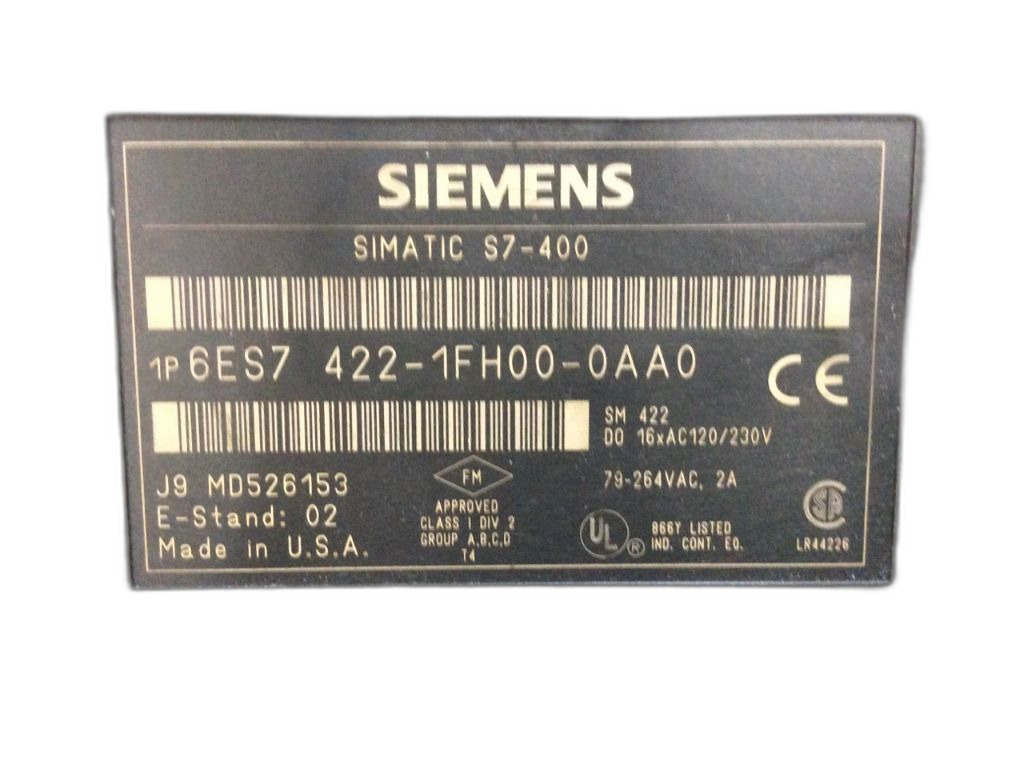 SIEMENS
SIMATIC S7-400
1P 6ES7 422-1FH00-0AA0
CE
SM 422
DO 16xAC120/230V
79-264VAC, 2A
J9 MD526153
E-Stand: 02
Made in U.S.A.
FM
APPROVED
CLASS I DIV 2
GROUP A,B,C,D
T4
UL ®
866Y LISTED
IND. CONT. EQ.
SA
LR44226